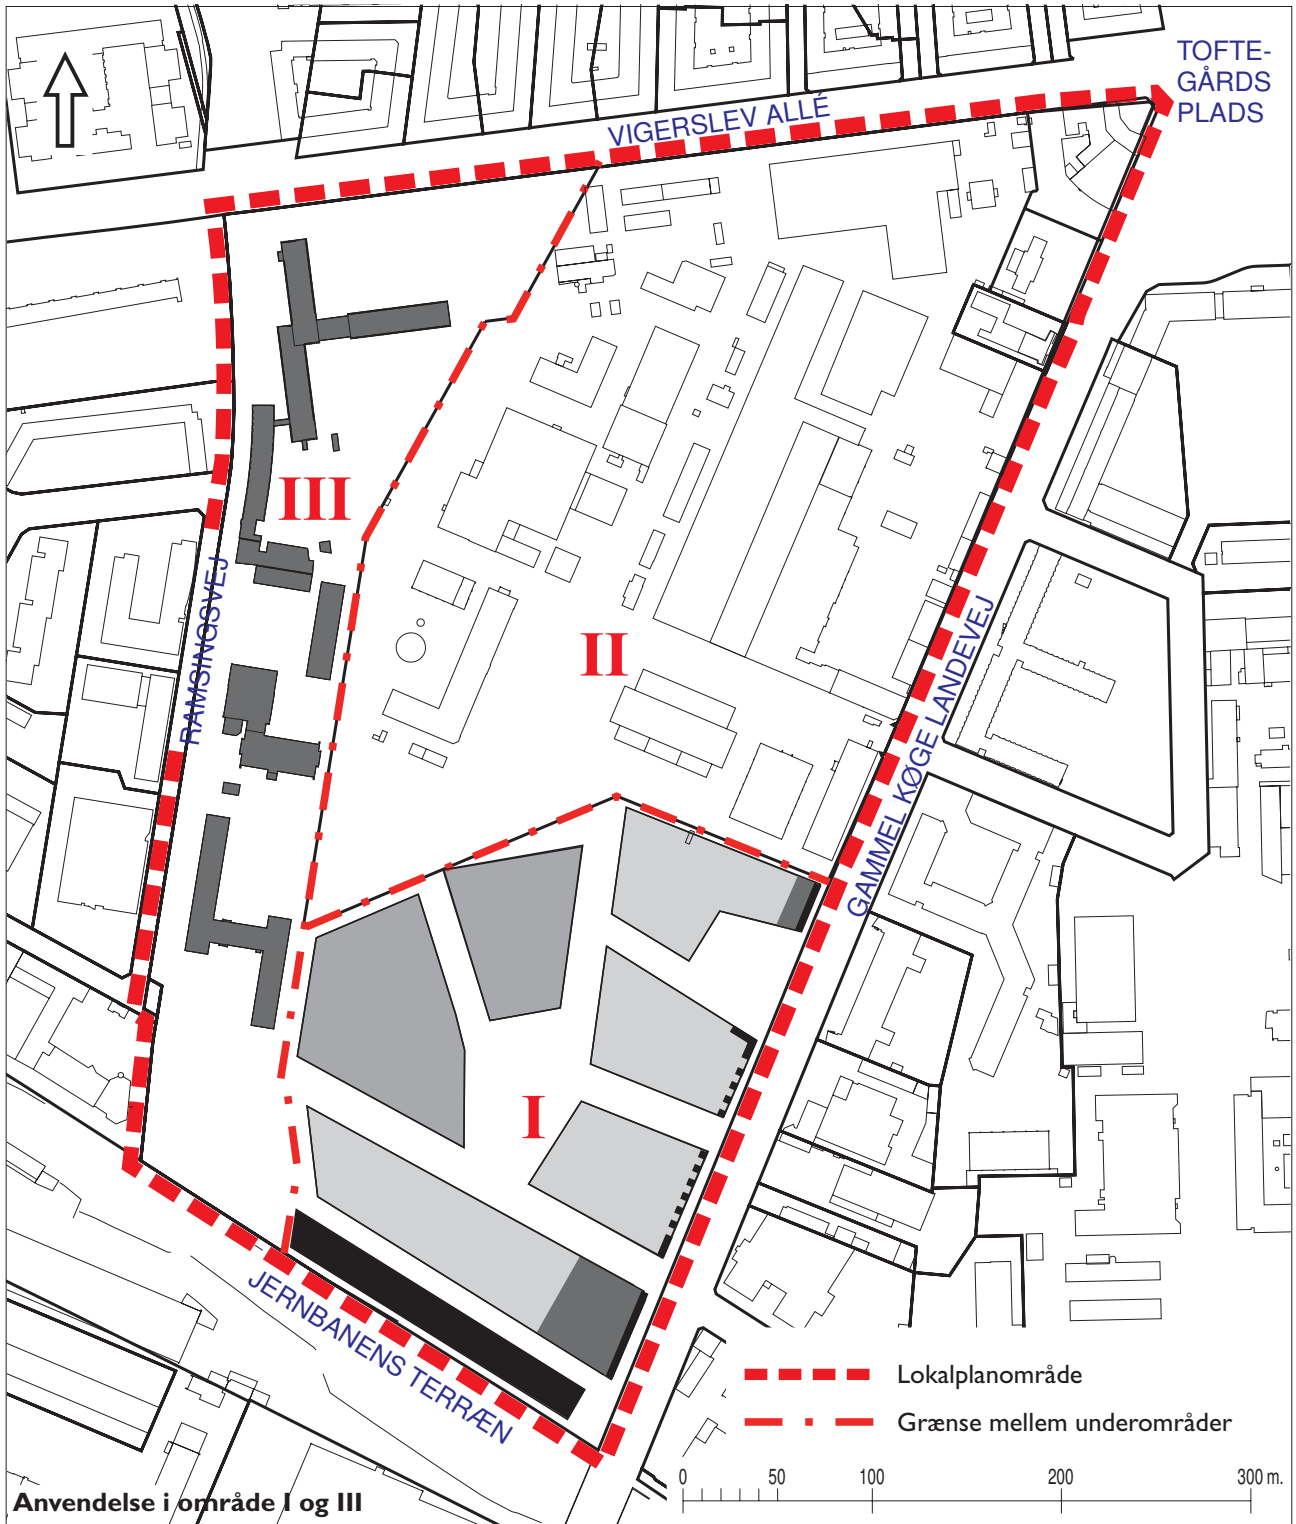 TOFTE-
GÅRDS
PLADS
VIGERSLEV ALLÉ
III
RAMSINGSVEJ
II
GAMMEL KØGE LANDEVEJ
I
JERNBANENS TERRÆN
Lokalplanområde
Grænse mellem underområder
0 50 100 200 300 m.
Anvendelse i område I og III